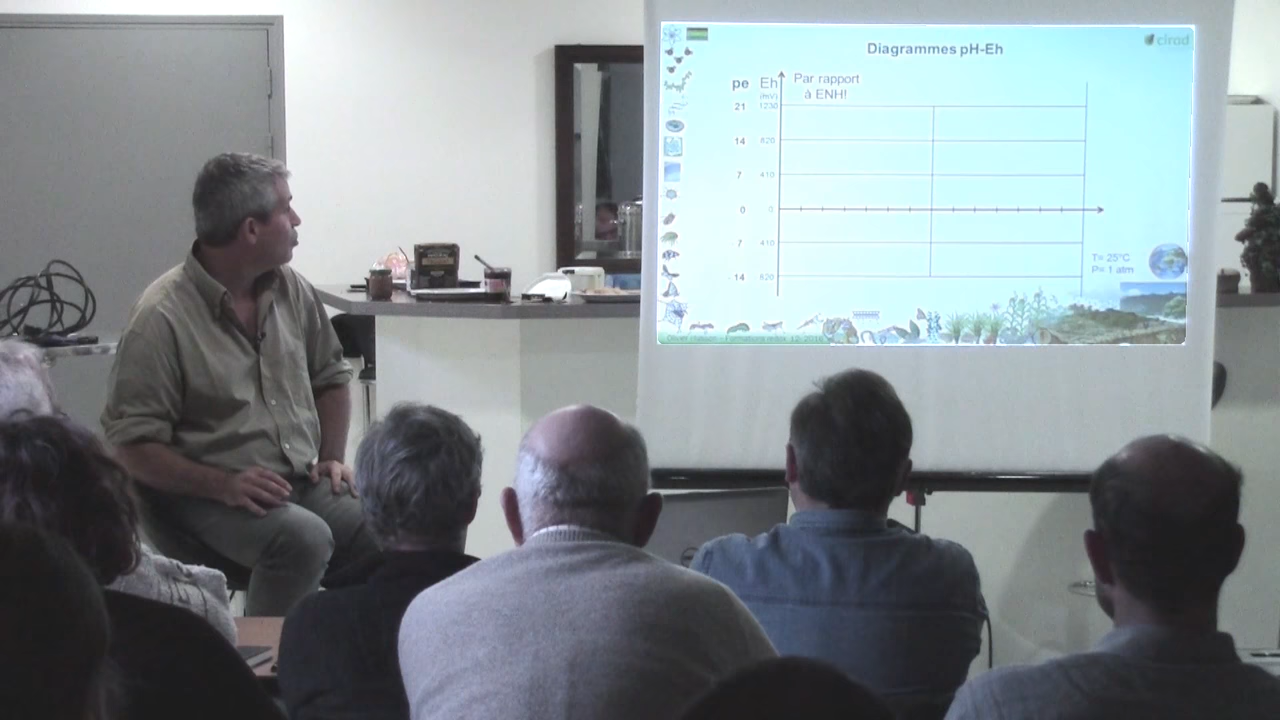 cirad
Diagrammes pH-Eh
pe Eh Par rapport
(mV) à ENH!
21 1230
14 820
7 410
0 0
7 410
- 14 820
T= 25°C
P= 1 atm